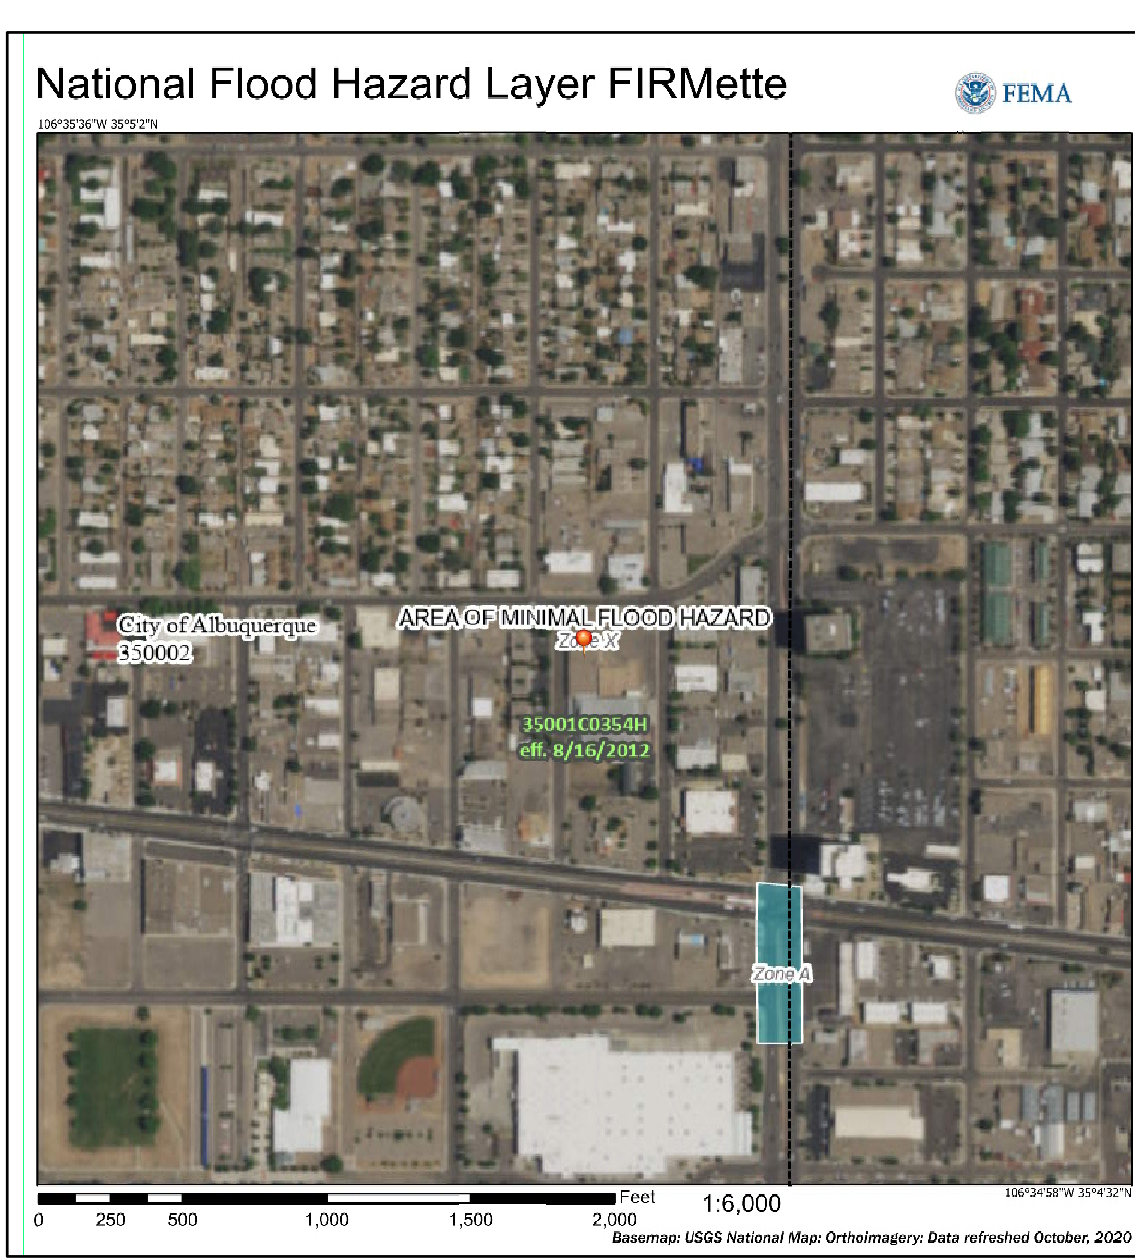 National Flood Hazard Layer FIRMette
FEMA
106°35'36"W 35°5'2"N
AREA OF MINIMAL FLOOD HAZARD
Zone X
City of Albuquerque
350002
35001C0354H
eff. 8/16/2012
Zone A
106°34'58"W 35°4'32"N
Feet
1:6,000
0 250 500 1,000 1,500 2,000
Basemap: USGS National Map: Orthoimagery: Data refreshed October, 2020